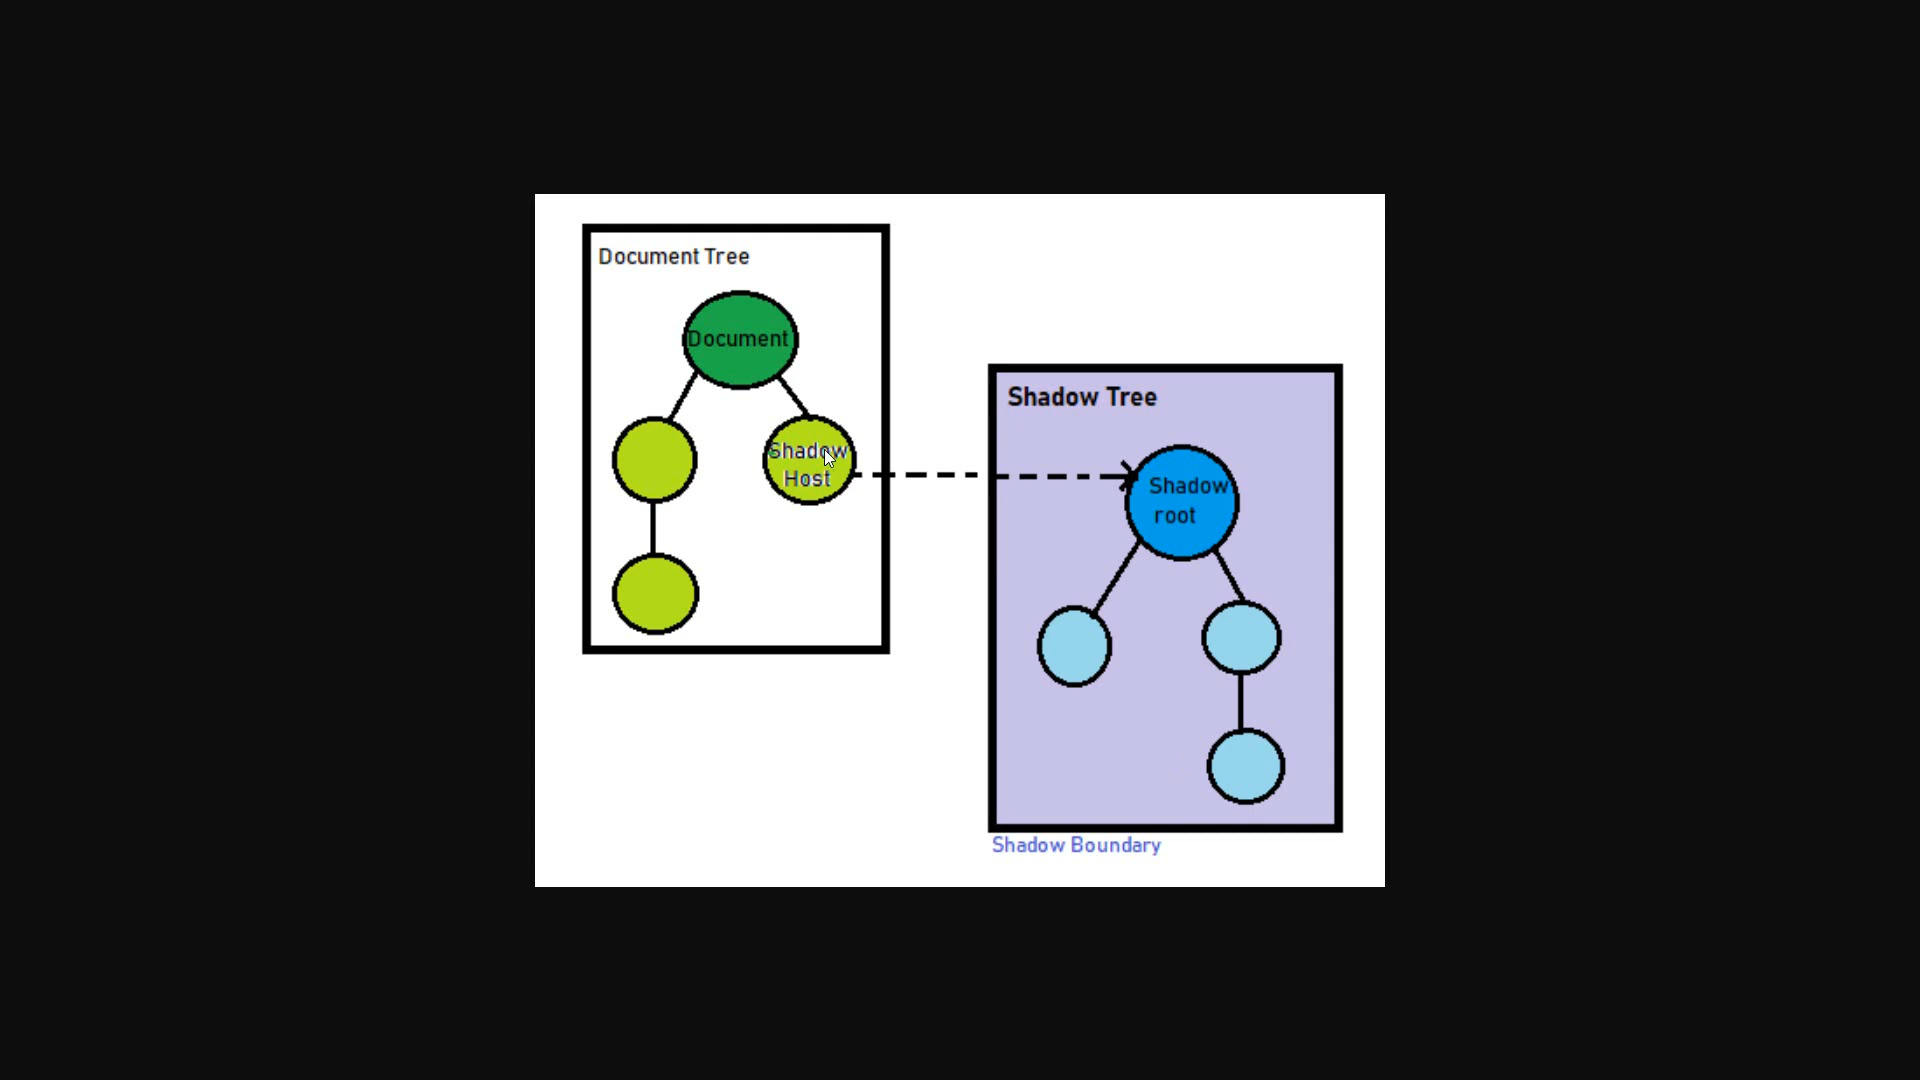 Document Tree
Document
Shadow
Host
Shadow Tree
Shadow
root
Shadow Boundary